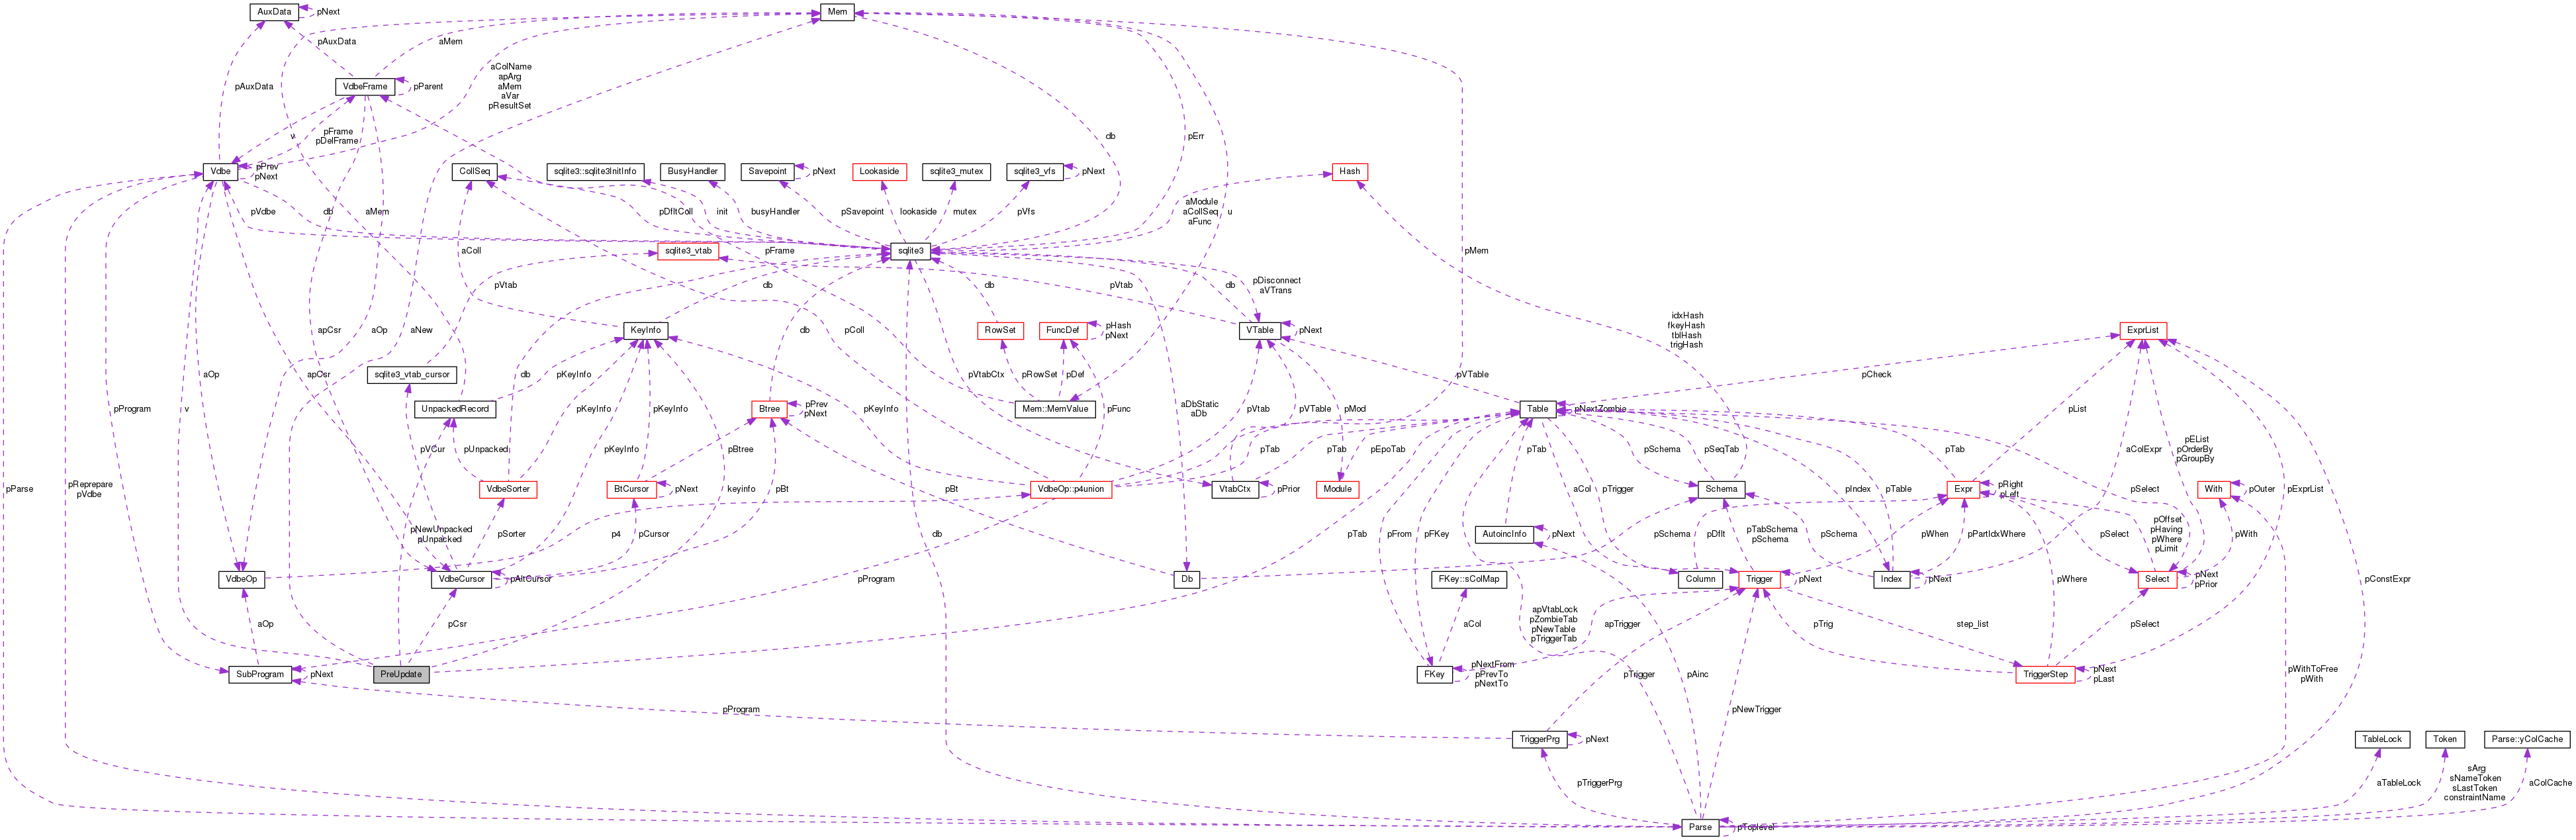 AuxData
pNext
Mem
pAuxData
aMem
VdbeFrame
pParent
pAuxData
aColName
apArg
aMem
aVar
pResultSet
v
pFrame
pDelFrame
db
pErr
Vdbe
pPrev
pNext
CollSeq
sqlite3::sqlite3InitInfo
BusyHandler
Savepoint
pNext
Lookaside
sqlite3_mutex
sqlite3_vfs
pNext
Hash
pVdbe
db
aMem
pDfltColl
init
busyHandler
pSavepoint
lookaside
mutex
pVfs
aModule
aCollSeq
aFunc
u
aColl
sqlite3_vtab
pFrame
sqlite3
pMem
pVtab
db
db
pVtab
db
pDisconnect
aVTrans
idxHash
fkeyHash
tblHash
trigHash
apCsr
aOp
aNew
KeyInfo
db
pColl
RowSet
FuncDef
pHash
pNext
VTable
pNext
ExprList
aOp
apCsr
sqlite3_vtab_cursor
db
pKeyInfo
pVtabCtx
pRowSet
pDef
pVTable
pCheck
pProgram
v
UnpackedRecord
pKeyInfo
pKeyInfo
Btree
pPrev
pNext
pKeyInfo
Mem::MemValue
pFunc
aDbStatic
aDb
pVtab
pVTable
pMod
Table
pNextZombie
pList
pVCur
pUnpacked
pKeyInfo
pBtree
pTab
pTab
pEpoTab
pTab
pSchema
pSeqTab
aColExpr
pTab
pEList
pOrderBy
pGroupBy
pParse
pReprepare
pVdbe
VdbeSorter
BtCursor
pNext
keyinfo
pBt
VdbeOp::p4union
pBt
VtabCtx
pPrior
Module
aCol
pTrigger
Schema
pIndex
pTable
Expr
pRight
pLeft
pSelect
With
pOuter
pExprList
pNewUnpacked
pUnpacked
pSorter
p4
pCursor
db
pTab
pFrom
pFKey
AutoincInfo
pNext
pSchema
pDflt
pTabSchema
pSchema
pSchema
pWhen
pPartIdxWhere
pSelect
pOffset
pHaving
pWhere
pLimit
pWith
VdbeOp
VdbeCursor
pAltCursor
pProgram
Db
FKey::sColMap
Column
Trigger
pNext
Index
pNext
pWhere
Select
pNext
pPrior
pConstExpr
aOp
pCsr
aCol
apVtabLock
pZombieTab
pNewTable
pTriggerTab
apTrigger
pTrig
step_list
pSelect
SubProgram
pNext
PreUpdate
FKey
pNextFrom
pPrevTo
pNextTo
pTrigger
pAinc
TriggerStep
pNext
pLast
pWithToFree
pWith
pProgram
pNewTrigger
TriggerPrg
pNext
TableLock
Token
Parse::yColCache
pTriggerPrg
aTableLock
sArg
sNameToken
sLastToken
constraintName
aColCache
Parse
pToplevel